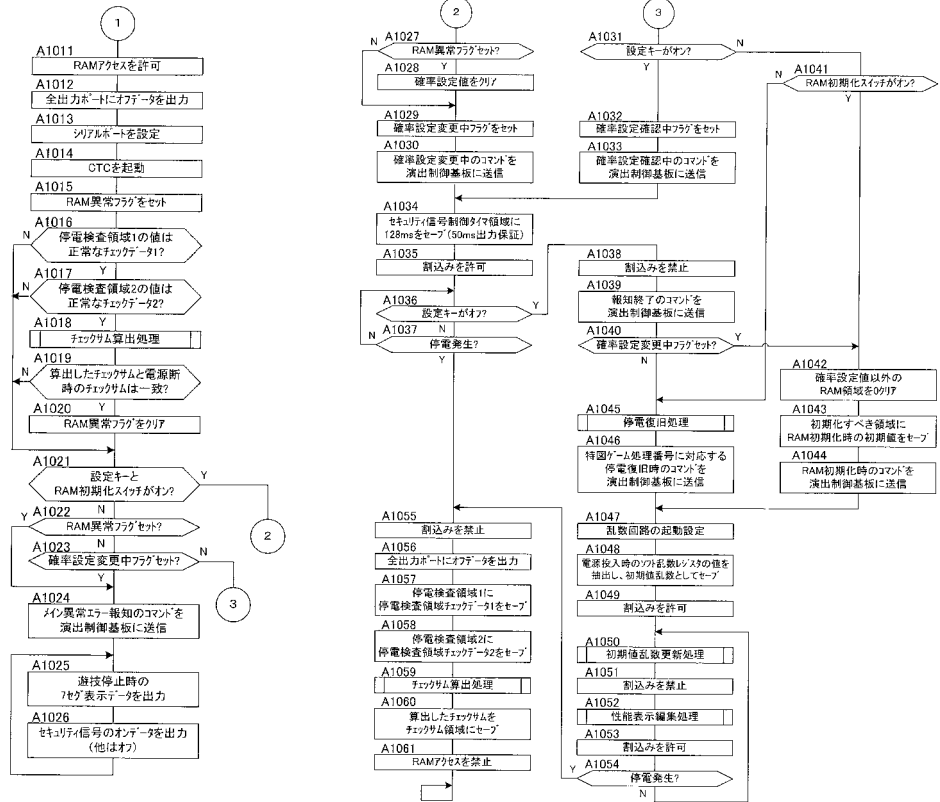 1
A1011
RAMアクセスを許可
A1012
全出力ポートにオフデータを出力
A1013
シリアルポートを設定
A1014
CTCを起動
A1015
RAM異常フラグをセット
A1016
N
停電検査領域1の値は
正常なチェックデータ1?
Y
A1017
N
停電検査領域2の値は
正常なチェックデータ2?
Y
A1018
チェックサム算出処理
A1019
N
算出したチェックサムと電源断
時のチェックサムは一致?
Y
A1020
RAM異常フラグをクリア
A1021
設定キーと
RAM初期化スイッチがオン?
Y
2
N
A1022
Y
RAM異常フラグセット?
N
A1023
確率設定変更中フラグセット?
N
3
Y
A1024
メイン異常エラー報知のコマンドを
演出制御基板に送信
A1025
遊技停止時の
7セグ表示データを出力
A1026
セキュリティ信号のオンデータを出力
(他はオフ)
2
A1027
N
RAM異常フラグセット?
Y
A1028
確率設定値をクリア
A1029
確率設定変更中フラグをセット
A1030
確率設定変更中のコマンドを
演出制御基板に送信
A1034
セキュリティ信号制御タイマ領域に
128msをセーブ(50ms出力保証)
A1035
割込みを許可
A1036
設定キーがオフ?
Y
N
A1037
N
停電発生?
Y
A1055
割込みを禁止
A1056
全出力ポートにオフデータを出力
A1057
停電検査領域1に
停電検査領域チェックデータ1をセーブ
A1058
停電検査領域2に
停電検査領域チェックデータ2をセーブ
A1059
チェックサム算出処理
A1060
算出したチェックサムを
チェックサム領域にセーブ
A1061
RAMアクセスを禁止
3
A1031
設定キーがオン?
N
Y
A1032
確率設定確認中フラグをセット
A1033
確率設定確認中のコマンドを
演出制御基板に送信
A1038
割込みを禁止
A1039
報知終了のコマンドを
演出制御基板に送信
A1040
確率設定変更中フラグセット?
Y
N
A1045
停電復旧処理
A1046
特図ゲーム処理番号に対応する
停電復旧時のコマンドを
演出制御基板に送信
A1047
乱数回路の起動設定
A1048
電源投入時のソフト乱数レジスタの値を
抽出し、初期値乱数としてセーブ
A1049
割込みを許可
A1050
初期値乱数更新処理
A1051
割込みを禁止
A1052
性能表示編集処理
A1053
割込みを許可
A1054
Y
停電発生?
N
A1041
N
RAM初期化スイッチがオン?
Y
A1042
確率設定値以外の
RAM領域を0クリア
A1043
初期化すべき領域に
RAM初期化時の初期値をセーブ
A1044
RAM初期化時のコマンドを
演出制御基板に送信